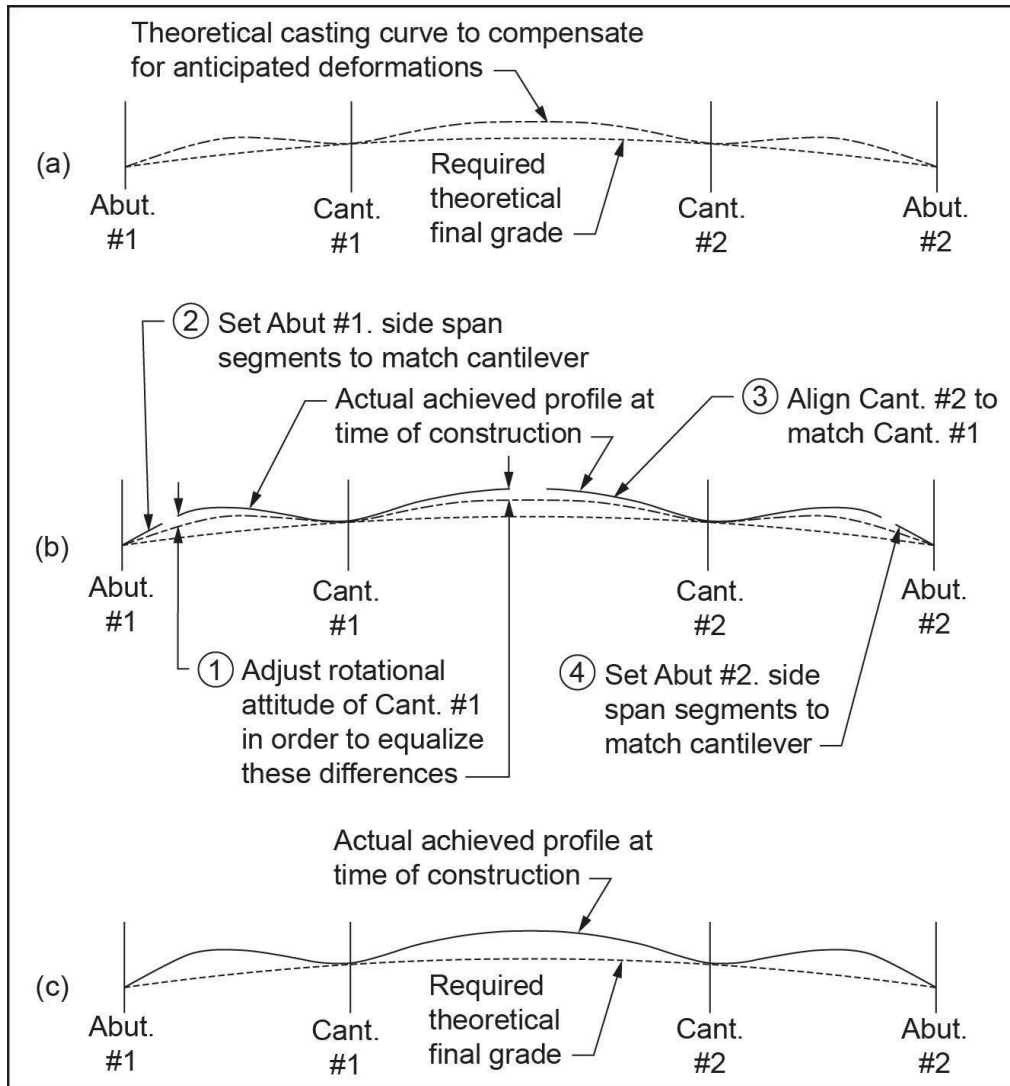 Theoretical casting curve to compensate
for anticipated deformations
(a)
Required
theoretical
final grade
Abut.
#1
Cant.
#1
Cant.
#2
Abut.
#2
2 Set Abut #1. side span
segments to match cantilever
Actual achieved profile at
time of construction
3 Align Cant. #2 to
match Cant. #1
(b)
Abut.
#1
Cant.
#1
Cant.
#2
Abut.
#2
1 Adjust rotational
attitude of Cant. #1
in order to equalize
these differences
4 Set Abut #2. side
span segments to
match cantilever
Actual achieved profile at
time of construction
(c)
Required
theoretical
final grade
Abut.
#1
Cant.
#1
Cant.
#2
Abut.
#2